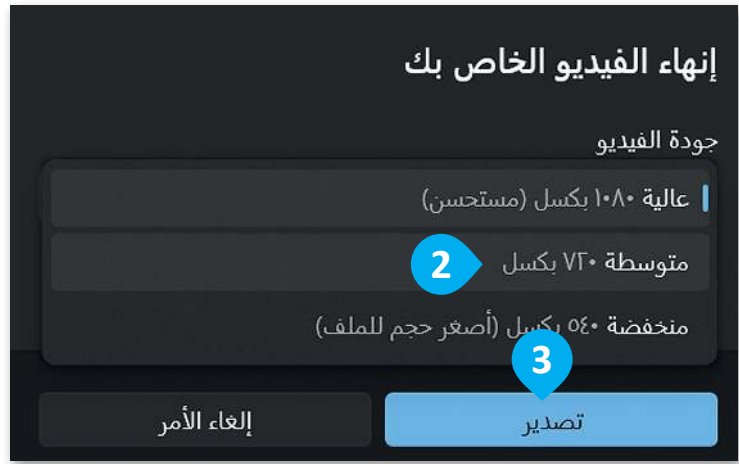 إنهاء الفيديو الخاص بك
جودة الفيديو
عالية ١٠٨٠ بكسل (مستحسن)
متوسطة ٧٢٠ بكسل 2
منخفضة ٥٤٠ بكسل (أصغر حجم للملف)
3
تصدير
إلغاء الأمر